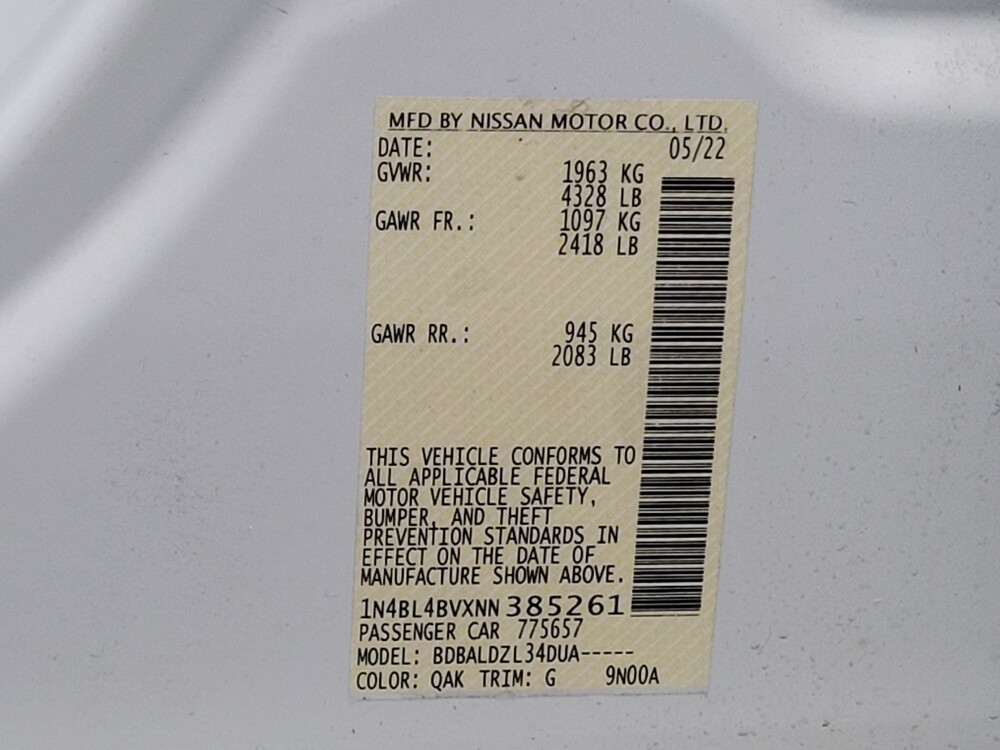 MFD BY NISSAN MOTOR CO., LTD.
DATE: 05/22
GVWR: 1963 KG
4328 LB
GAWR FR.: 1097 KG
2418 LB
GAWR RR.: 945 KG
2083 LB
THIS VEHICLE CONFORMS TO
ALL APPLICABLE FEDERAL
MOTOR VEHICLE SAFETY,
BUMPER, AND THEFT
PREVENTION STANDARDS IN
EFFECT ON THE DATE OF
MANUFACTURE SHOWN ABOVE.
1N4BL4BVXNN385261
PASSENGER CAR 775657
MODEL: BDBALDZL34DUA-----
COLOR: QAK TRIM: G 9N00A